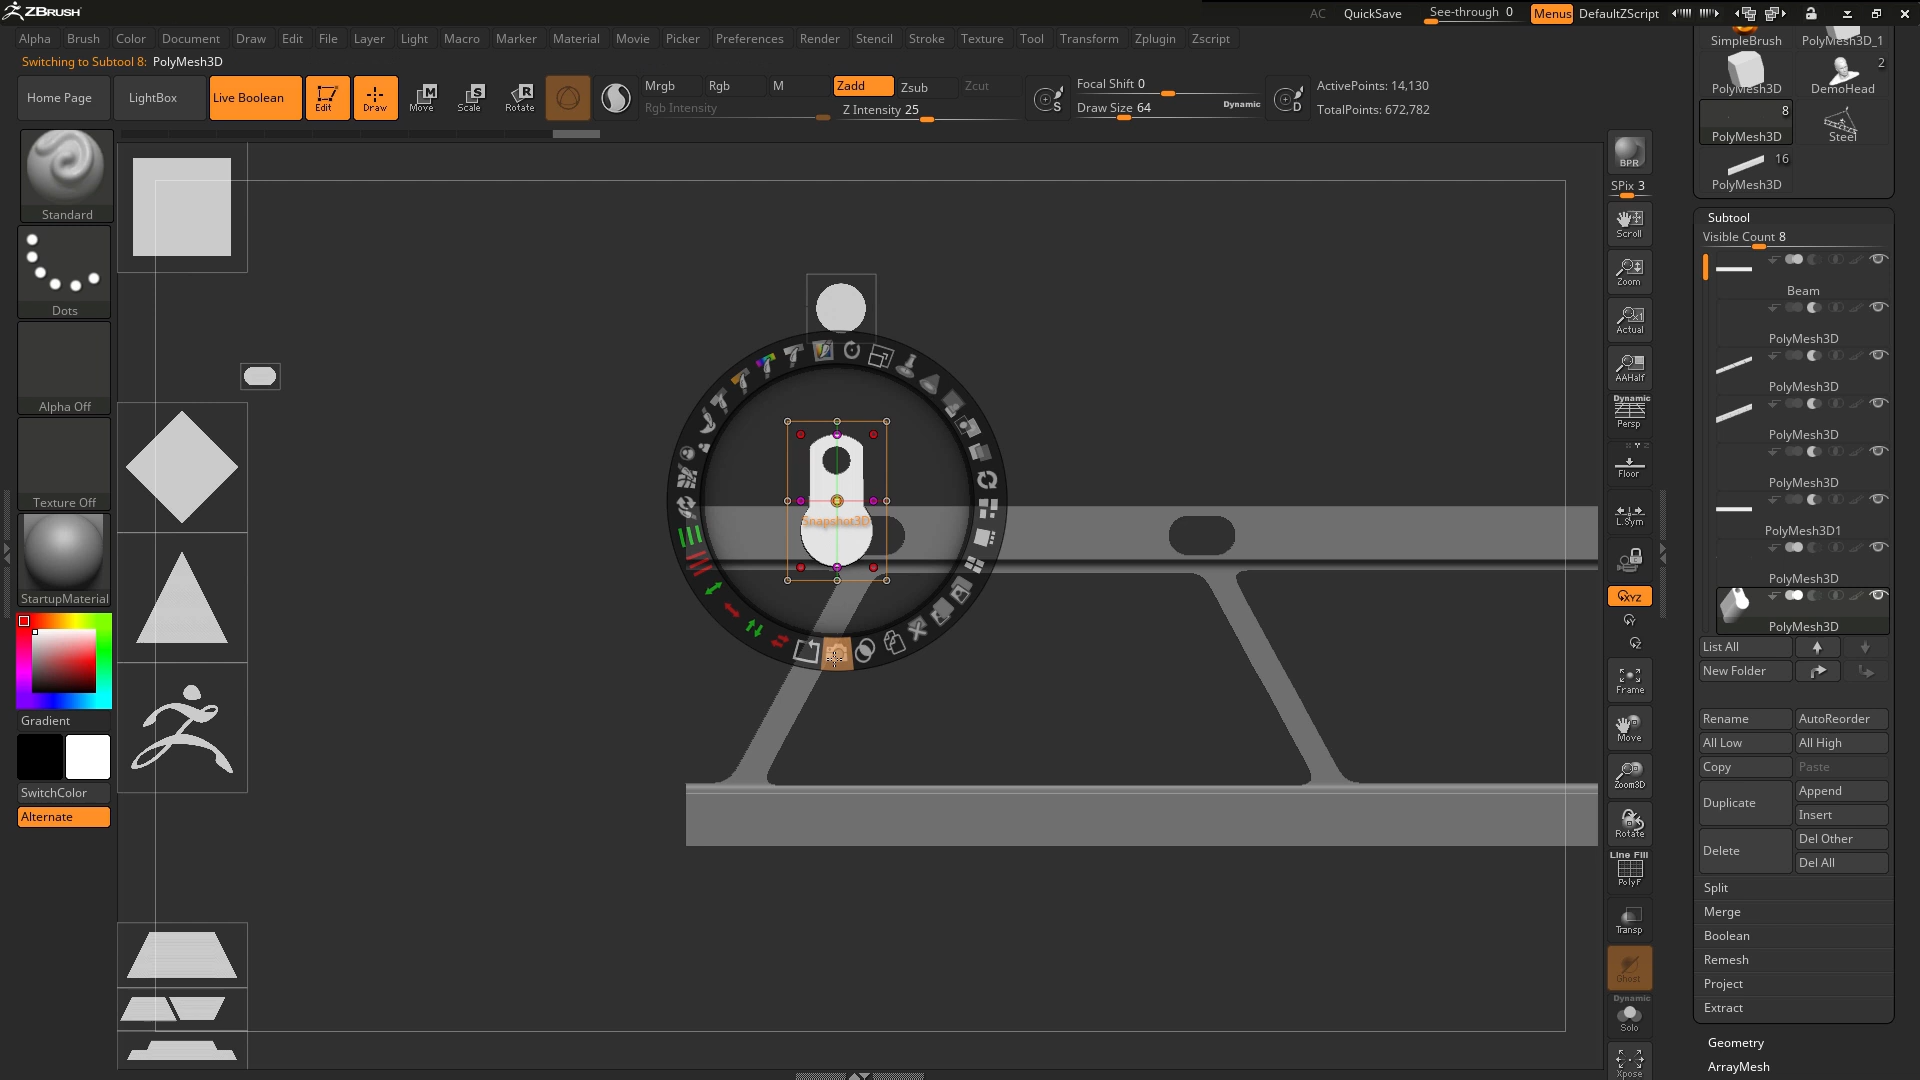 ZBRUSH
AC QuickSave See-through 0 Menus DefaultZScript
Alpha Brush Color Document Draw Edit File Layer Light Macro Marker Material Movie Picker Preferences Render Stencil Stroke Texture Tool Transform Zplugin Zscript
Switching to Subtool 8: PolyMesh3D
Home Page LightBox Live Boolean Edit Draw Move Scale Rotate
Mrgb Rgb M Zadd Zsub Zcut
Rgb Intensity Z Intensity 25
Focal Shift 0
Draw Size 64 Dynamic
ActivePoints: 14,130
TotalPoints: 672,782
Standard
Dots
Alpha Off
Texture Off
StartupMaterial
Gradient
SwitchColor
Alternate
Snapshot3D
BPR
SPix 3
Scroll
Zoom
Actual
AAHalf
Dynamic
Persp
Floor
L.Sym
XYZ
Frame
Move
Zoom3D
Rotate
Line Fill
PolyF
Transp
Ghost
Dynamic
Solo
Xpose
SimpleBrush PolyMesh3D_1
2
PolyMesh3D DemoHead
8
PolyMesh3D Steel
16
PolyMesh3D
Subtool
Visible Count 8
Beam
PolyMesh3D
PolyMesh3D
PolyMesh3D
PolyMesh3D
PolyMesh3D1
PolyMesh3D
PolyMesh3D
List All
New Folder
Rename AutoReorder
All Low All High
Copy Paste
Duplicate Append
Insert
Delete Del Other
Del All
Split
Merge
Boolean
Remesh
Project
Extract
Geometry
ArrayMesh